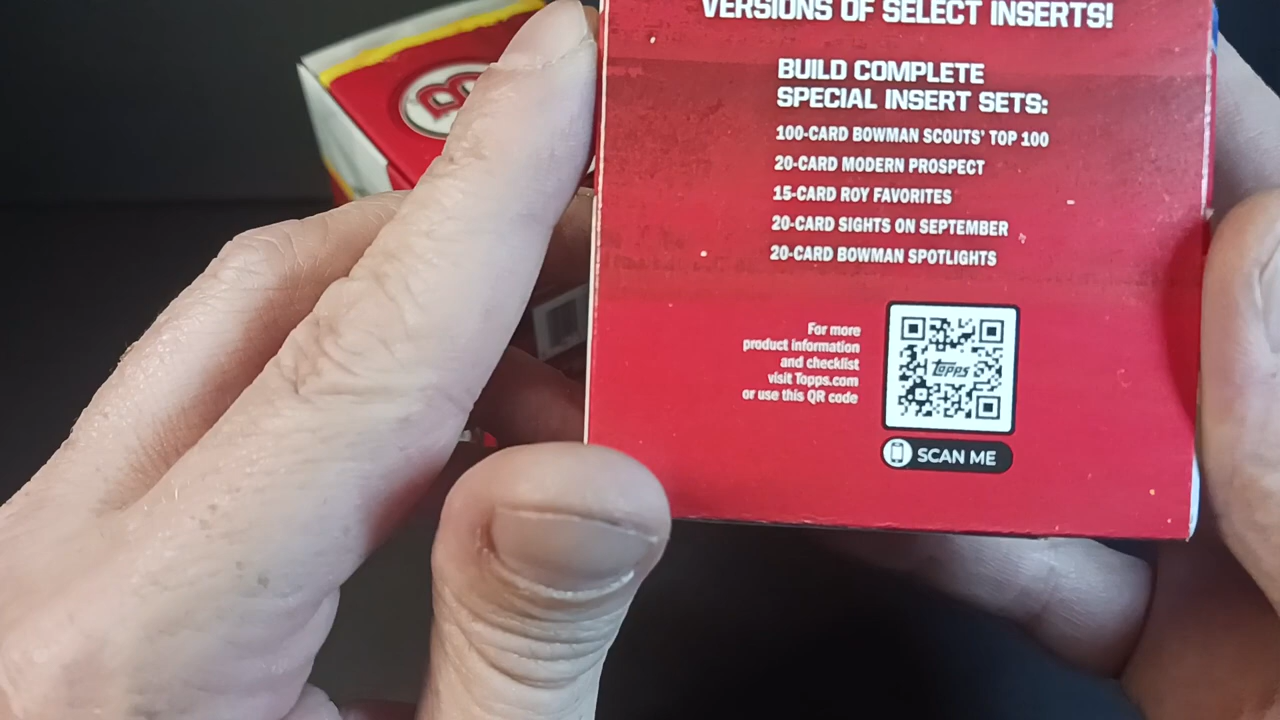 VERSIONS OF SELECT INSERTS!
BUILD COMPLETE
SPECIAL INSERT SETS:
100-CARD BOWMAN SCOUTS' TOP 100
20-CARD MODERN PROSPECT
15-CARD ROY FAVORITES
20-CARD SIGHTS ON SEPTEMBER
20-CARD BOWMAN SPOTLIGHTS
For more
product information
and checklist
visit Topps.com
or use this QR code
Topps
SCAN ME
B